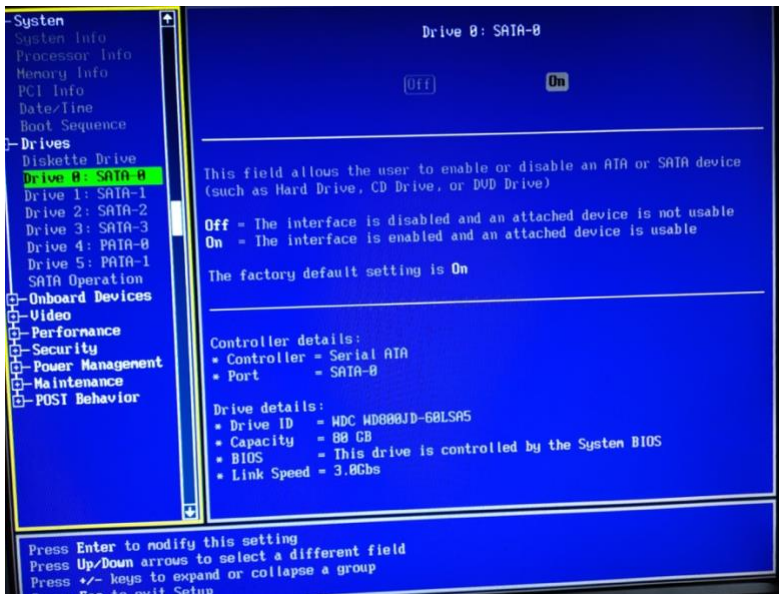 System
System Info
Processor Info
Memory Info
PCI Info
Date/Time
Boot Sequence
Drives
Diskette Drive
Drive 0: SATA-0
Drive 1: SATA-1
Drive 2: SATA-2
Drive 3: SATA-3
Drive 4: PATA-0
Drive 5: PATA-1
SATA Operation
Onboard Devices
Video
Performance
Security
Power Management
Maintenance
POST Behavior
Drive 0: SATA-0
Off On
This field allows the user to enable or disable an ATA or SATA device
(such as Hard Drive, CD Drive, or DVD Drive)
Off = The interface is disabled and an attached device is not usable
On = The interface is enabled and an attached device is usable
The factory default setting is On
Controller details:
* Controller = Serial ATA
* Port = SATA-0
Drive details:
* Drive ID = WDC WD800JD-60LSA5
* Capacity = 80 GB
* BIOS = This drive is controlled by the System BIOS
* Link Speed = 3.0Gbs
Press Enter to modify this setting
Press Up/Down arrows to select a different field
Press +/- keys to expand or collapse a group
Press Esc to exit Setup